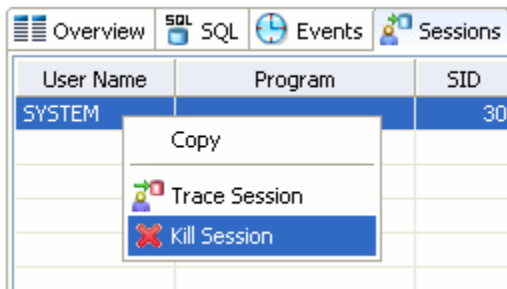 Overview SQL SQL Events Sessions
User Name Program SID
SYSTEM 30
Copy
Trace Session
Kill Session